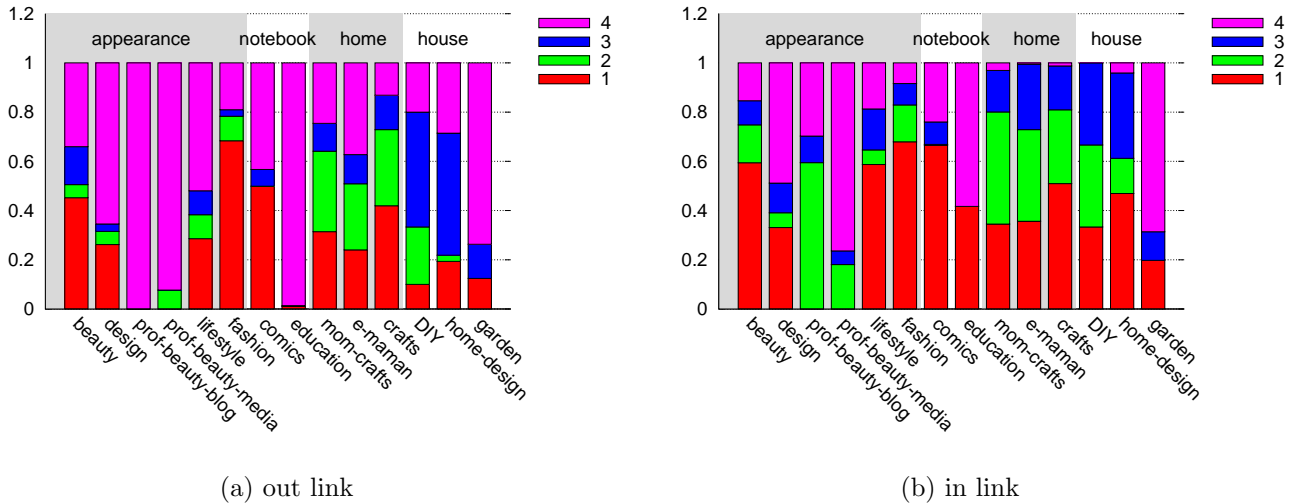 1.2
1
0.8
0.6
0.4
0.2
0
appearance
notebook
home
house
4
3
2
1
beauty
design
prof-beauty-blog
prof-beauty-media
lifestyle
fashion
comics
education
mom-crafts
e-maman
crafts
DIY
home-design
garden
(a) out link
1.2
1
0.8
0.6
0.4
0.2
0
appearance
notebook
home
house
4
3
2
1
beauty
design
prof-beauty-blog
prof-beauty-media
lifestyle
fashion
comics
education
mom-crafts
e-maman
crafts
DIY
home-design
garden
(b) in link